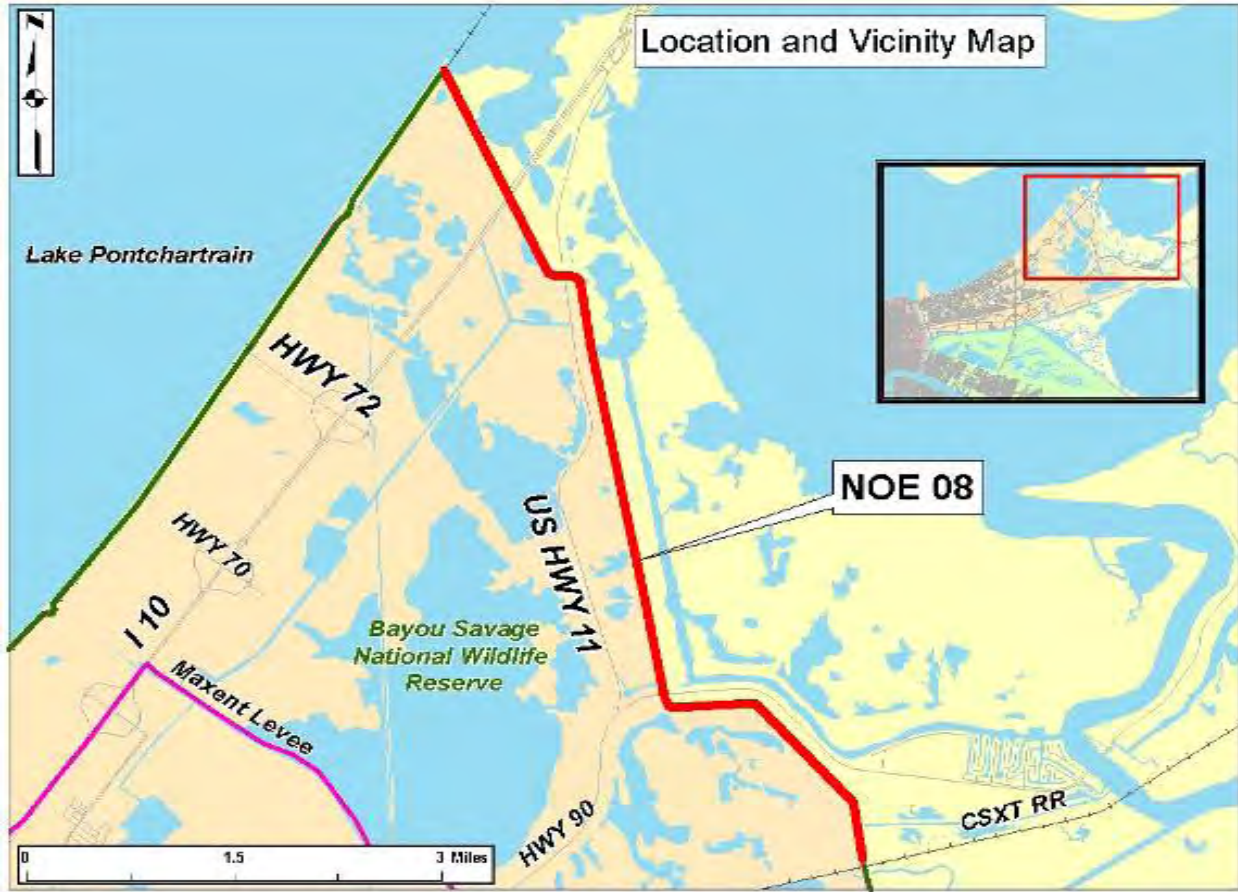 N
Location and Vicinity Map
Lake Pontchartrain
HWY 72
NOE 08
HWY 70
US HWY 11
I 10
Bayou Savage
National Wildlife
Reserve
Maxent Levee
CSXT RR
HWY 90
0 1.5 3 Miles